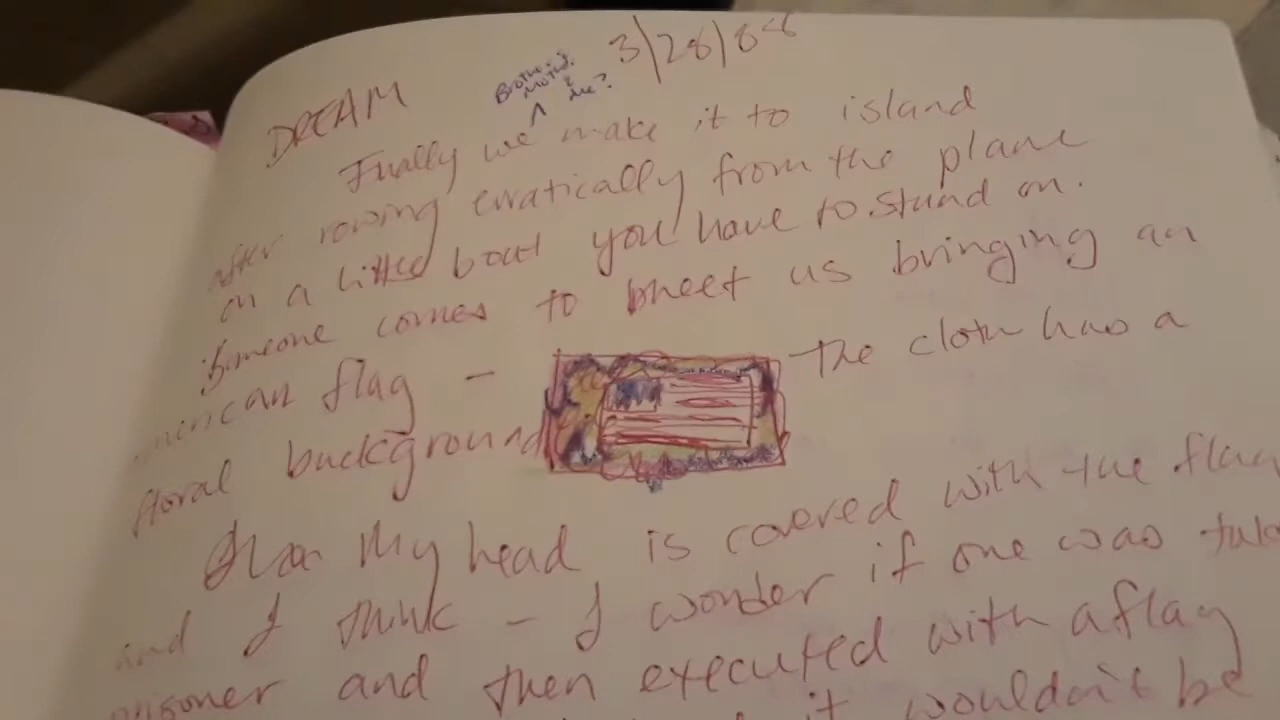 DREAM
3/28/88
Brother,
Mother &
me?
Finally we ^ make it to island
after rowing erratically from the plane
on a little boat you have to stand on.
Someone comes to meet us bringing an
american flag - The cloth has a
floral background
My head is covered with the flag
and I think - I wonder if one was
prisoner and then executed with a flag
it wouldn't be